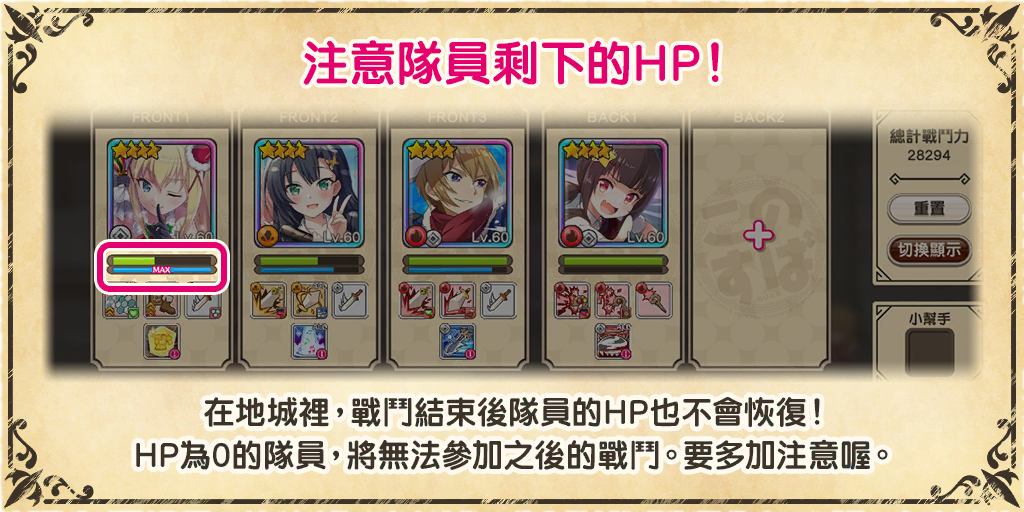 注意隊員剩下的HP！
FRONT1
FRONT2
FRONT3
BACK1
BACK2
Lv.60
Lv.60
Lv.60
Lv.60
MAX
このすば
總計戰鬥力
28294
重置
切換顯示
小幫手
在地城裡，戰鬥結束後隊員的HP也不會恢復！
HP為0的隊員，將無法參加之後的戰鬥。要多加注意喔。